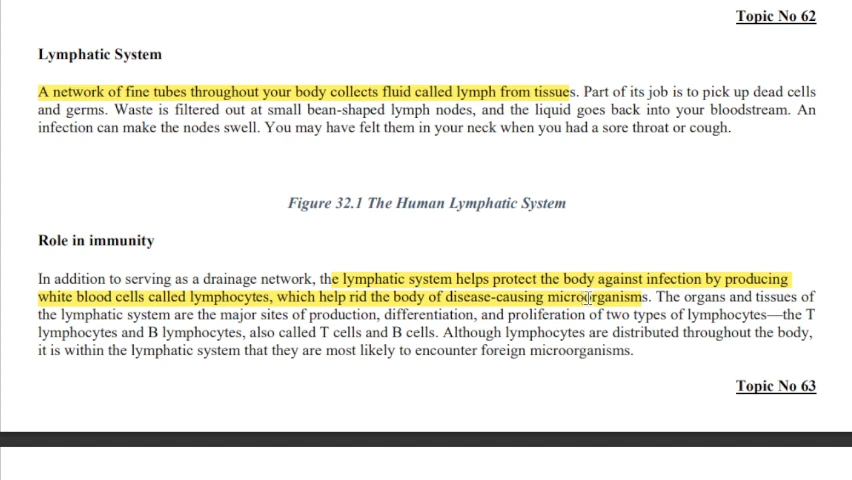 Topic No 62
Lymphatic System
A network of fine tubes throughout your body collects fluid called lymph from tissues. Part of its job is to pick up dead cells
and germs. Waste is filtered out at small bean-shaped lymph nodes, and the liquid goes back into your bloodstream. An
infection can make the nodes swell. You may have felt them in your neck when you had a sore throat or cough.
Figure 32.1 The Human Lymphatic System
Role in immunity
In addition to serving as a drainage network, the lymphatic system helps protect the body against infection by producing
white blood cells called lymphocytes, which help rid the body of disease-causing microorganisms. The organs and tissues of
the lymphatic system are the major sites of production, differentiation, and proliferation of two types of lymphocytes—the T
lymphocytes and B lymphocytes, also called T cells and B cells. Although lymphocytes are distributed throughout the body,
it is within the lymphatic system that they are most likely to encounter foreign microorganisms.
Topic No 63